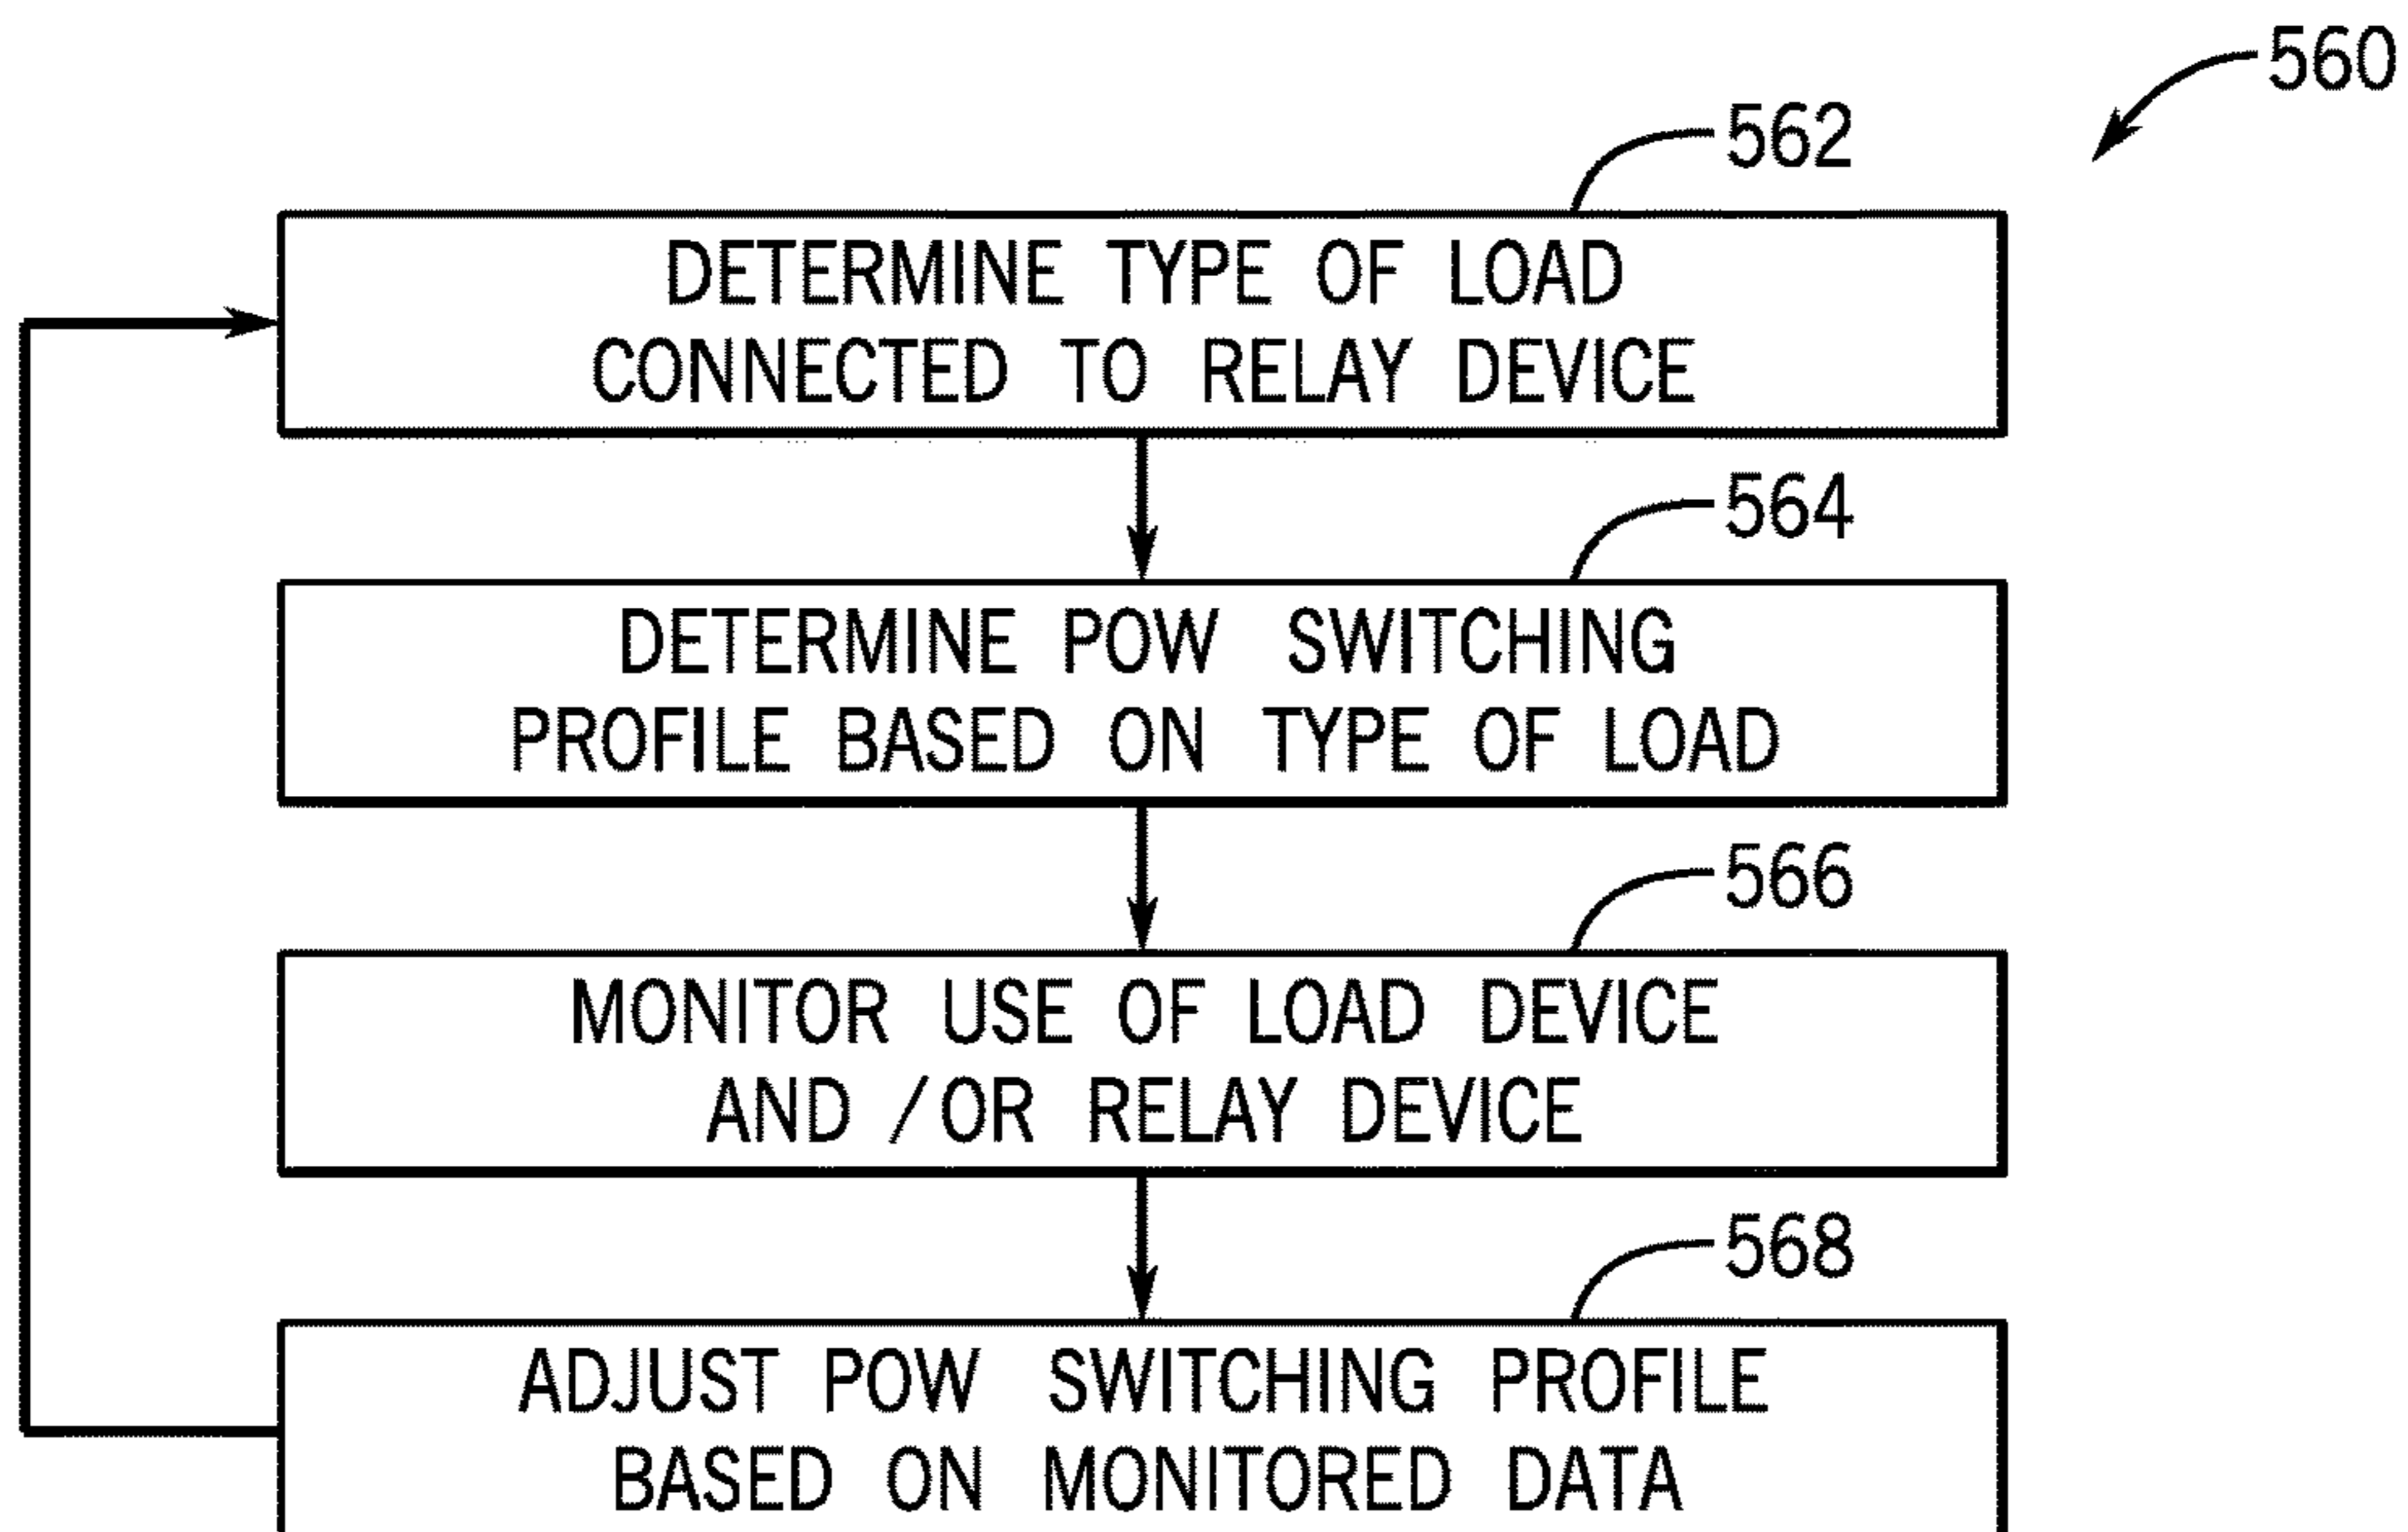 560
562
DETERMINE TYPE OF LOAD
CONNECTED TO RELAY DEVICE
564
DETERMINE POW SWITCHING
PROFILE BASED ON TYPE OF LOAD
566
MONITOR USE OF LOAD DEVICE
AND /OR RELAY DEVICE
568
ADJUST POW SWITCHING PROFILE
BASED ON MONITORED DATA